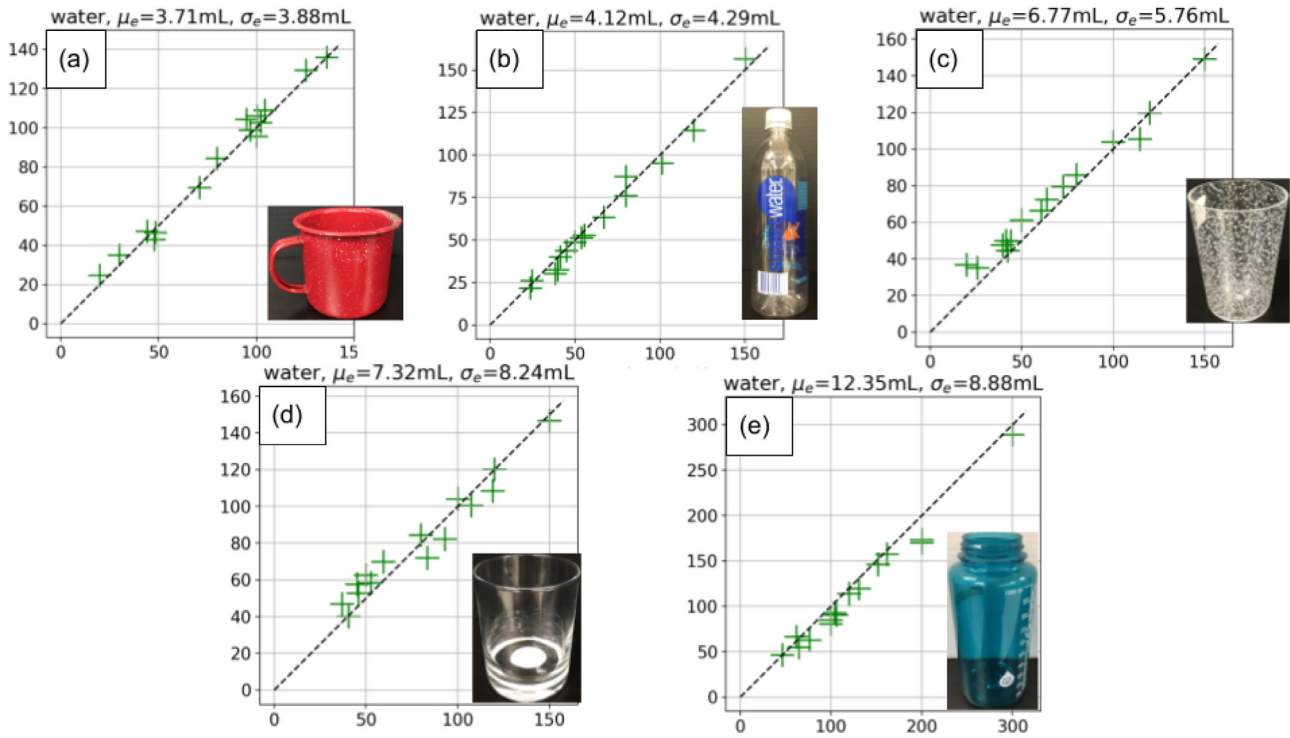 water, μₑ=3.71mL, σₑ=3.88mL
(a)
140
120
100
80
60
40
20
0
0 50 100 15
water, μₑ=4.12mL, σₑ=4.29mL
(b)
150
125
100
75
50
25
0
0 50 100 150
water
water, μₑ=6.77mL, σₑ=5.76mL
(c)
160
140
120
100
80
60
40
20
0
0 50 100 150
water, μₑ=7.32mL, σₑ=8.24mL
(d)
160
140
120
100
80
60
40
20
0
0 50 100 150
water, μₑ=12.35mL, σₑ=8.88mL
(e)
300
250
200
150
100
50
0
0 100 200 300